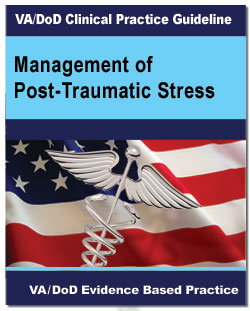 VA/DoD Clinical Practice Guideline
Management of
Post-Traumatic Stress
VA/DoD Evidence Based Practice